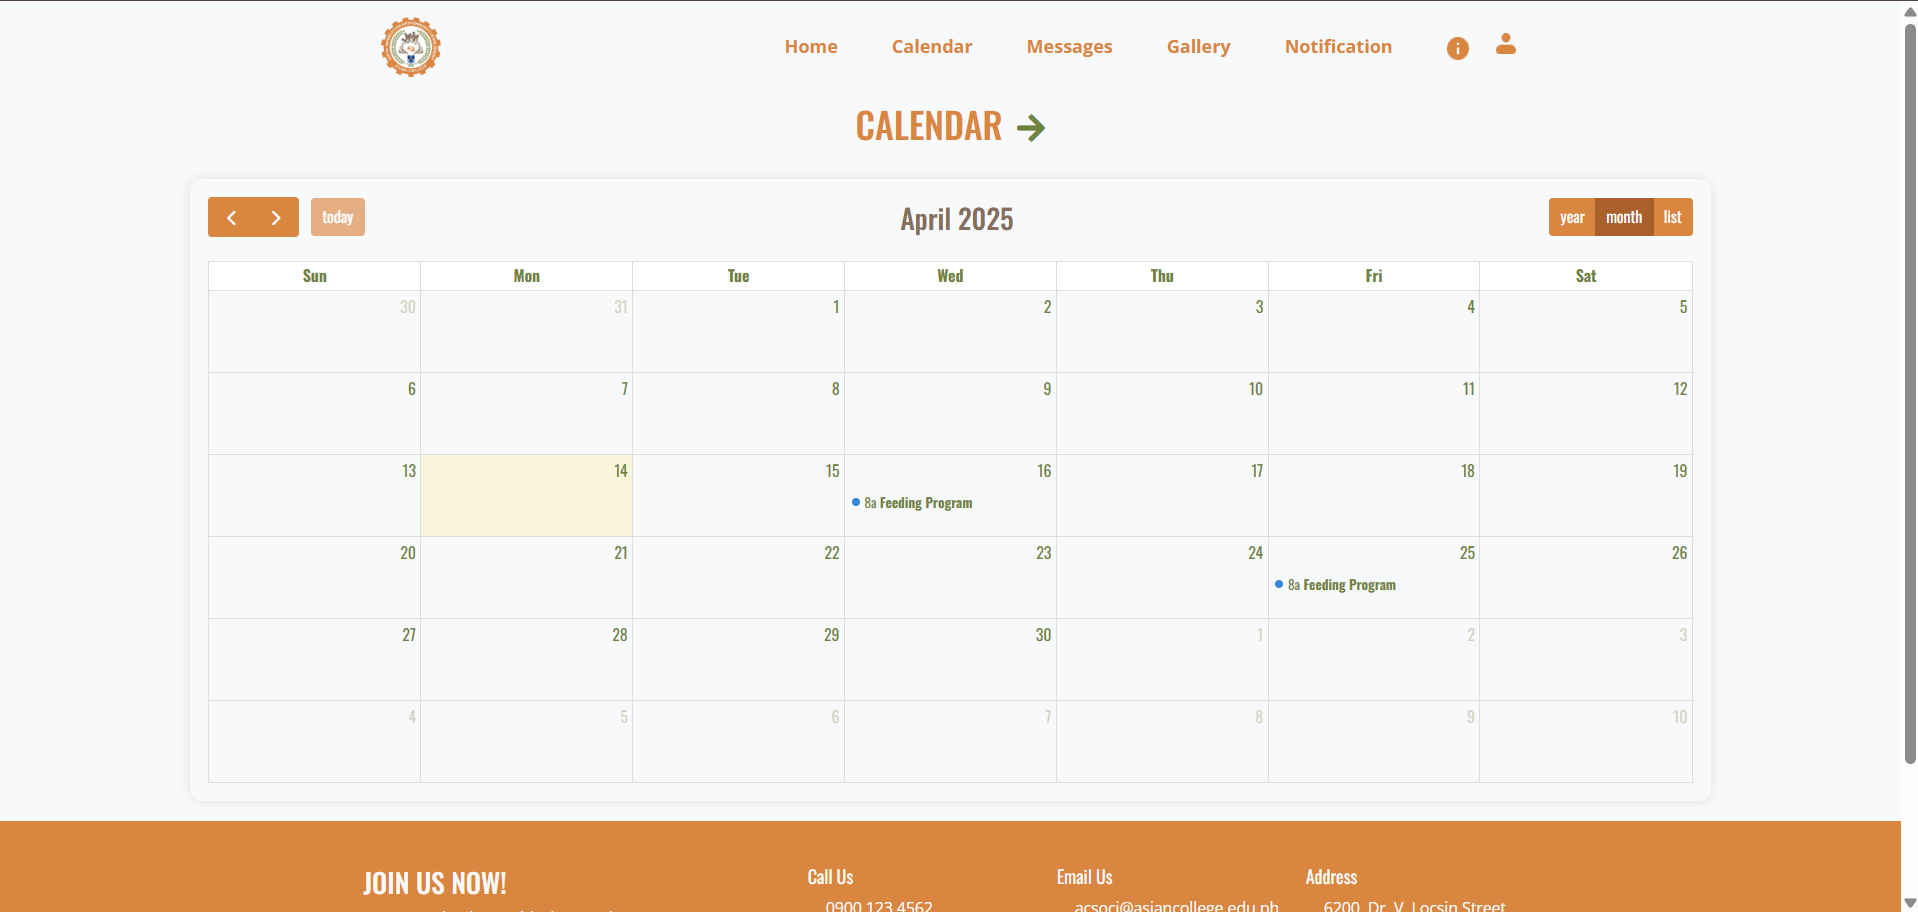 Home Calendar Messages Gallery Notification
CALENDAR
today
April 2025
year month list
Sun Mon Tue Wed Thu Fri Sat
30 31 1 2 3 4 5
6 7 8 9 10 11 12
13 14 15 16 17 18 19
8a Feeding Program
20 21 22 23 24 25 26
8a Feeding Program
27 28 29 30 1 2 3
4 5 6 7 8 9 10
JOIN US NOW!
Call Us
0900 123 4562
Email Us
acsoci@asiancollege.edu.ph
Address
6200, Dr. V. Locsin Street